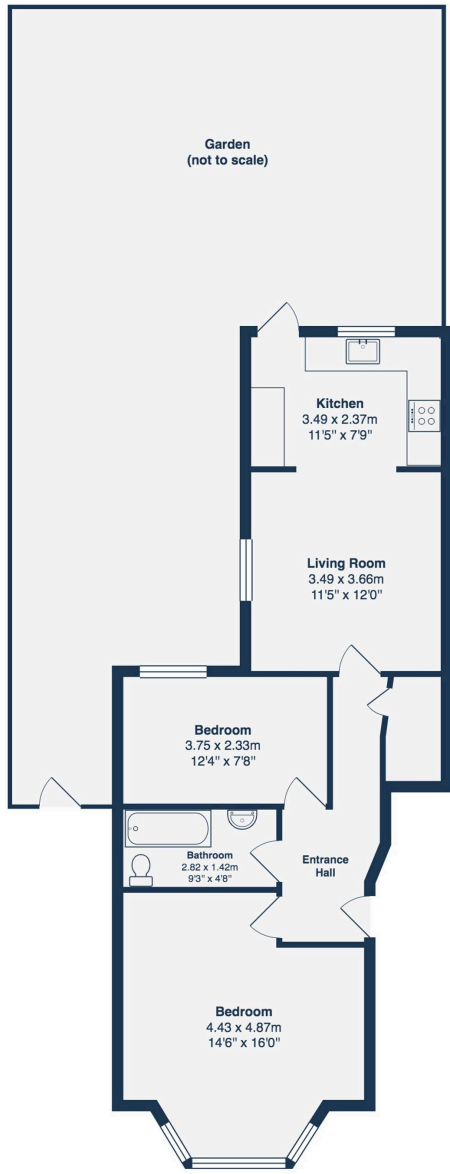 Garden
(not to scale)
Kitchen
3.49 x 2.37m
11'5" x 7'9"
Living Room
3.49 x 3.66m
11'5" x 12'0"
Bedroom
3.75 x 2.33m
12'4" x 7'8"
Bathroom
2.82 x 1.42m
9'3" x 4'8"
Entrance
Hall
Bedroom
4.43 x 4.87m
14'6" x 16'0"